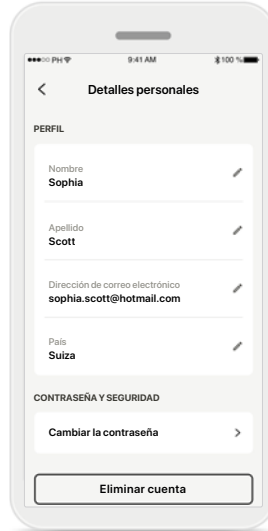 PH 9:41 AM 100 %
Detalles personales
PERFIL
Nombre
Sophia
Apellido
Scott
Dirección de correo electrónico
sophia.scott@hotmail.com
País
Suiza
CONTRASEÑA Y SEGURIDAD
Cambiar la contraseña
Eliminar cuenta